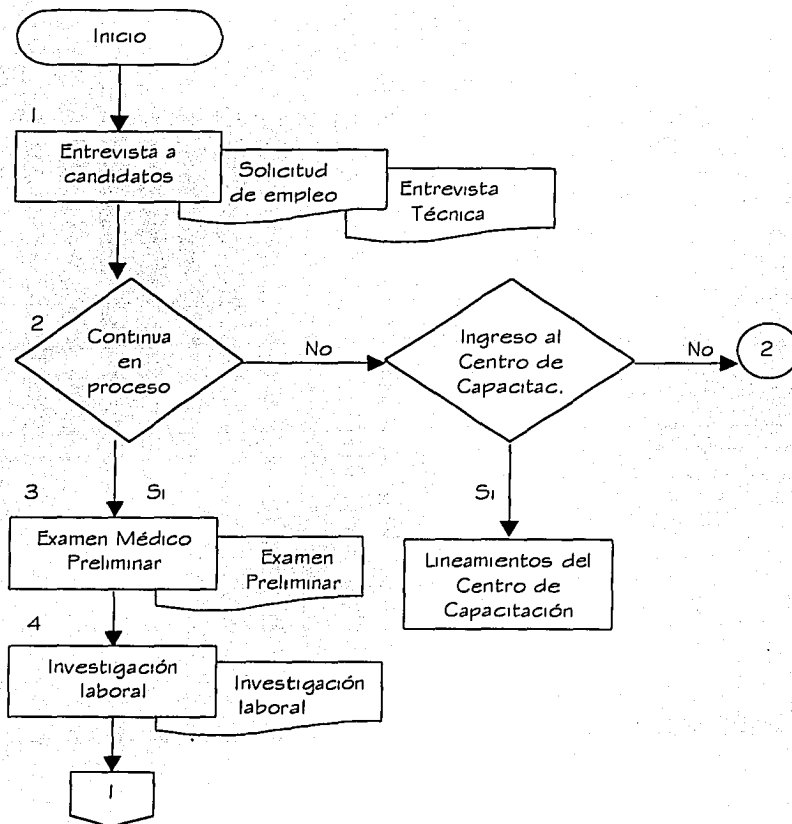 Inicio
1
Entrevista a
candidatos
Solicitud
de empleo
Entrevista
Técnica
2
Continua
en
proceso
No
Ingreso al
Centro de
Capacitac.
No
2
3
Si
Si
Examen Médico
Preliminar
Examen
Preliminar
Lineamientos del
Centro de
Capacitación
4
Investigación
laboral
Investigación
laboral
1